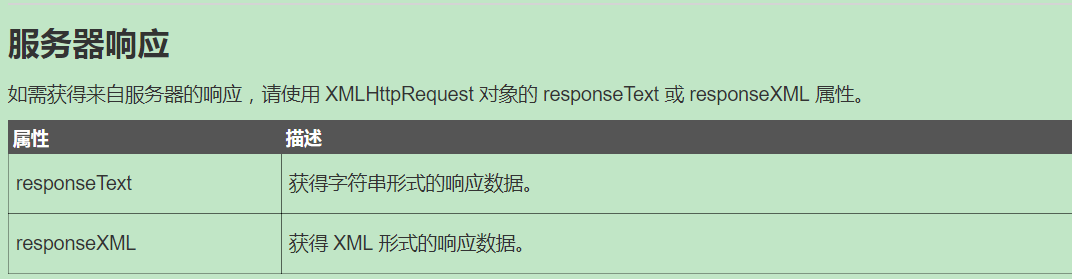 服务器响应
如需获得来自服务器的响应，请使用 XMLHttpRequest 对象的 responseText 或 responseXML 属性。
属性 描述
responseText 获得字符串形式的响应数据。
responseXML 获得 XML 形式的响应数据。